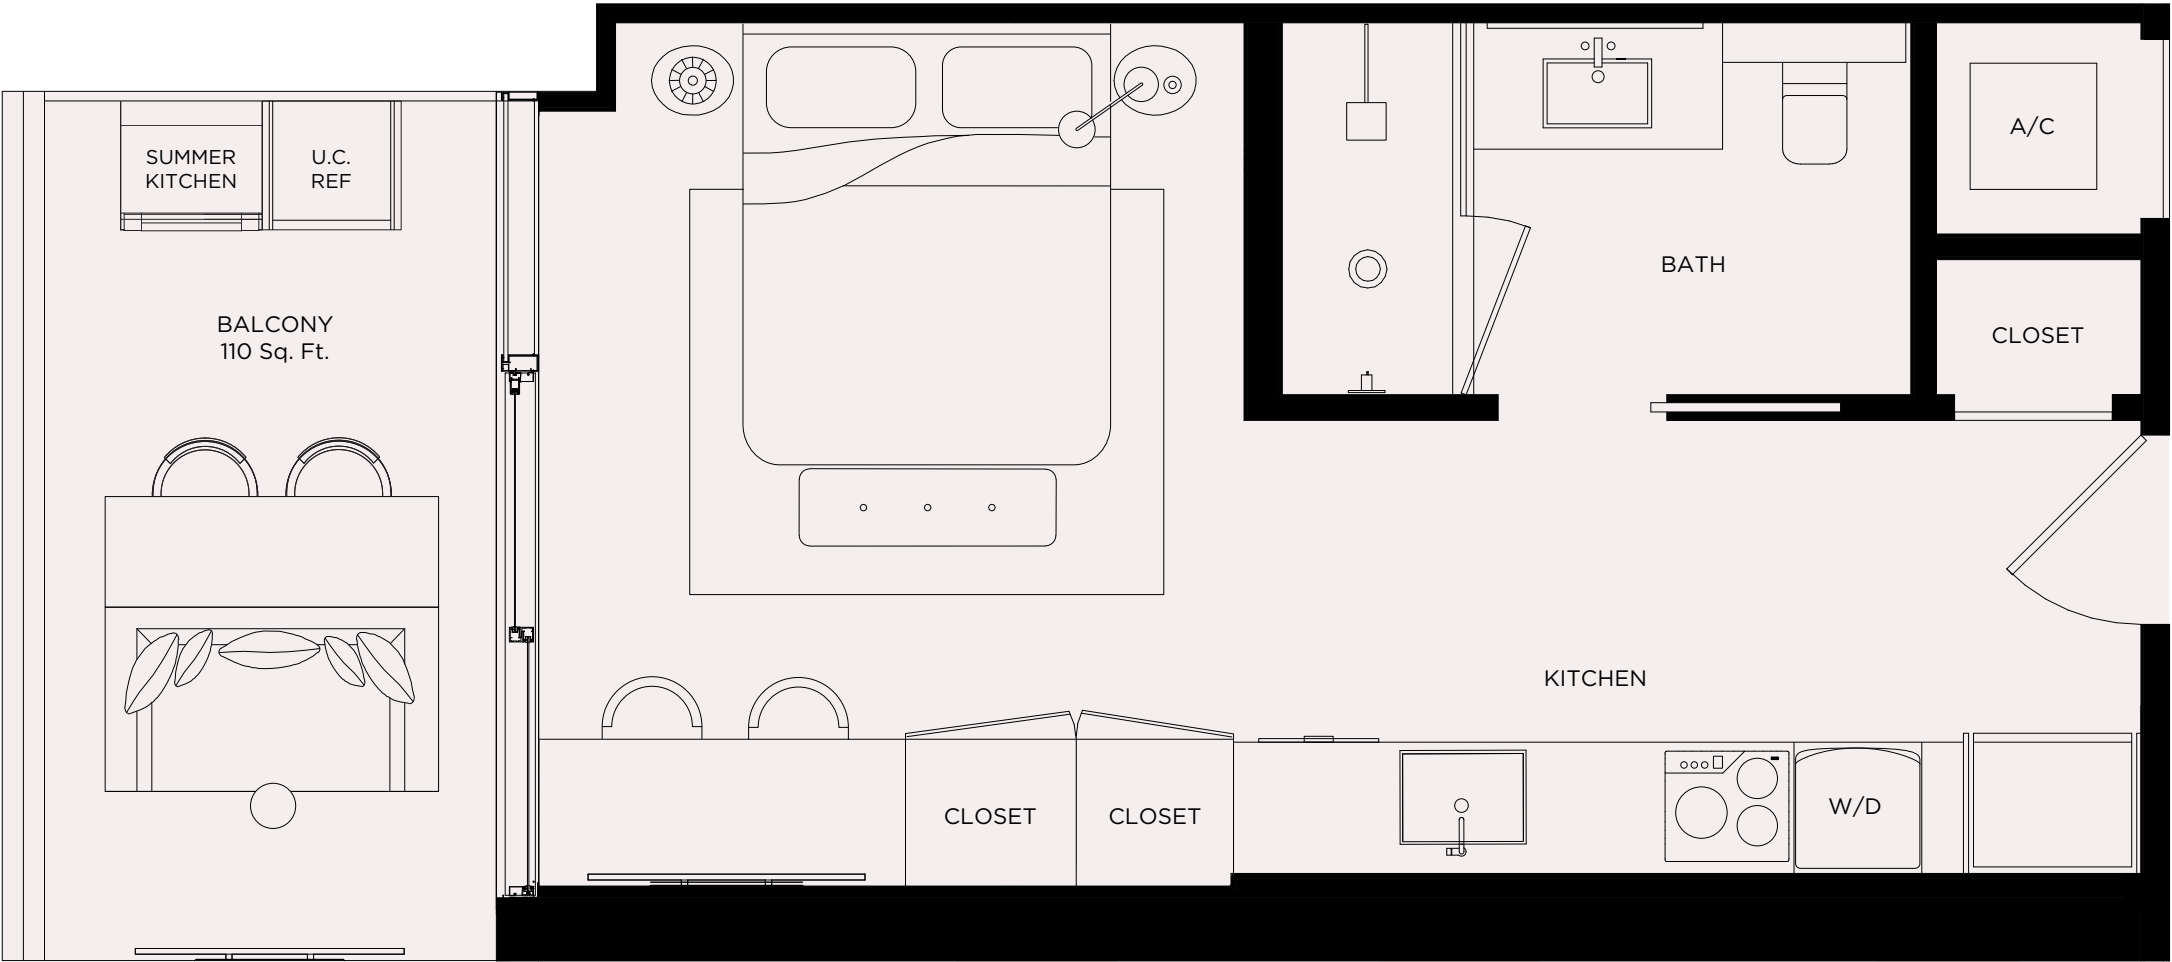 A/C
SUMMER
KITCHEN
U.C.
REF
BATH
BALCONY
110 Sq. Ft.
CLOSET
KITCHEN
CLOSET
CLOSET
W/D